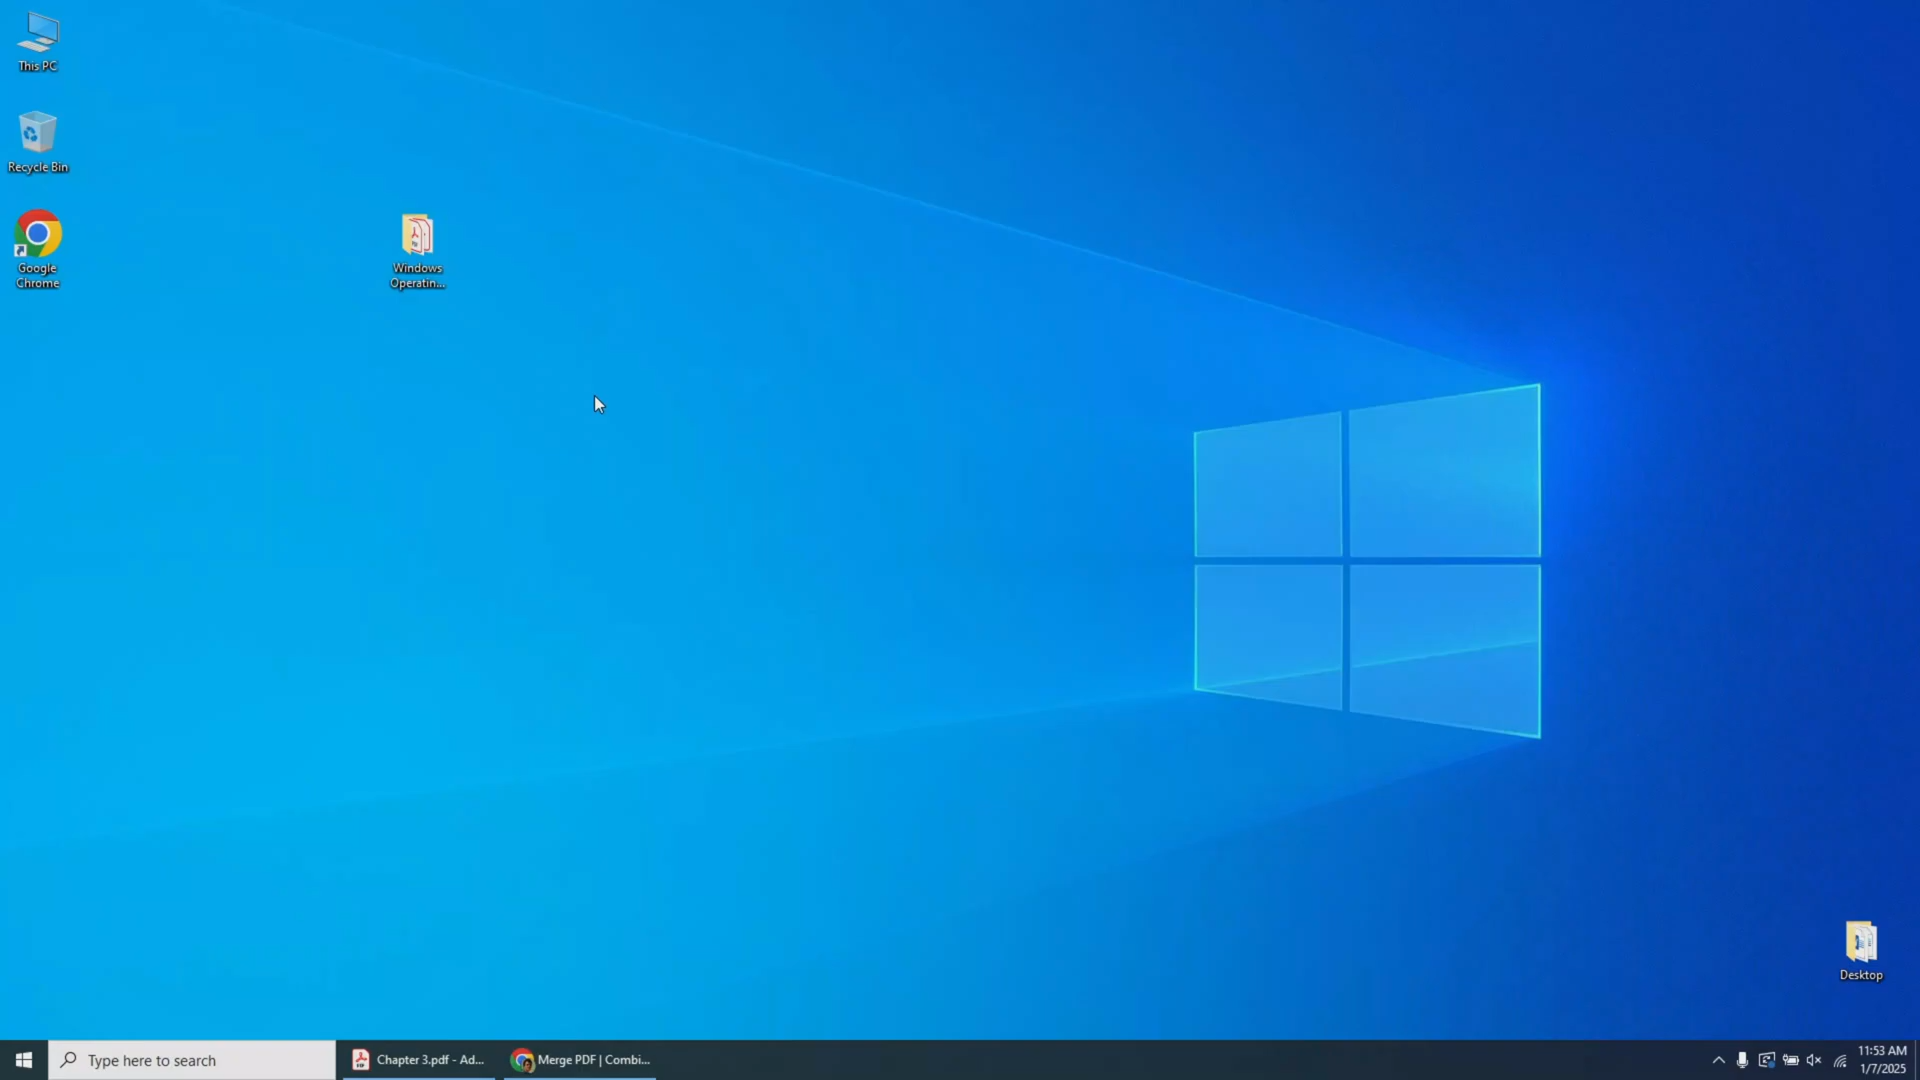 This PC
Recycle Bin
Google
Chrome
Windows
Operatin...
Desktop
Type here to search
Chapter 3.pdf - Ad...
Merge PDF | Combi...
11:53 AM
1/7/2025